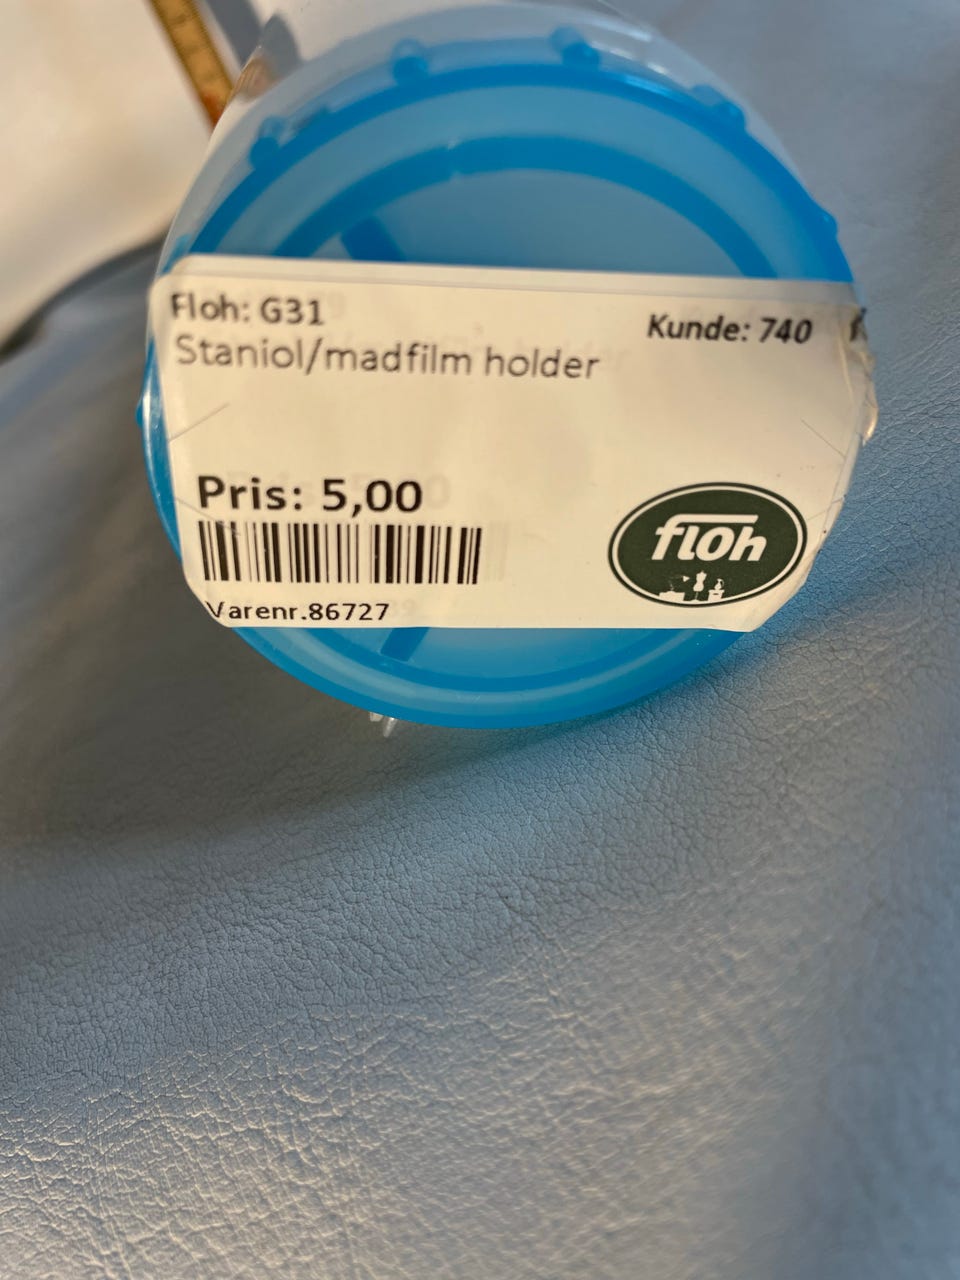 Floh: G31
Kunde: 740
Staniol/madfilm holder
Pris: 5,00
floh
Varenr.86727